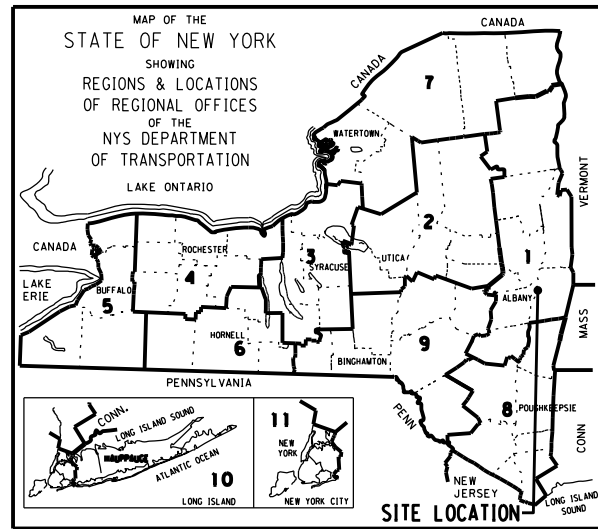 MAP OF THE
STATE OF NEW YORK
SHOWING
REGIONS & LOCATIONS
OF REGIONAL OFFICES
OF THE
NYS DEPARTMENT
OF TRANSPORTATION
CANADA
CANADA
7
WATERTOWN
LAKE ONTARIO
VERMONT
2
1
CANADA
ROCHESTER
3
SYRACUSE
UTICA
4
LAKE
ERIE
BUFFALO
5
ALBANY
MASS
HORNELL
6
9
BINGHAMTON
PENNSYLVANIA
PENN
8
POUGHKEEPSIE
CONN
CONN.
LONG ISLAND SOUND
HAUPPAUGE
ATLANTIC OCEAN
10
LONG ISLAND
11
NEW
YORK
NEW YORK CITY
NEW
JERSEY
LONG ISLAND
SOUND
SITE LOCATION